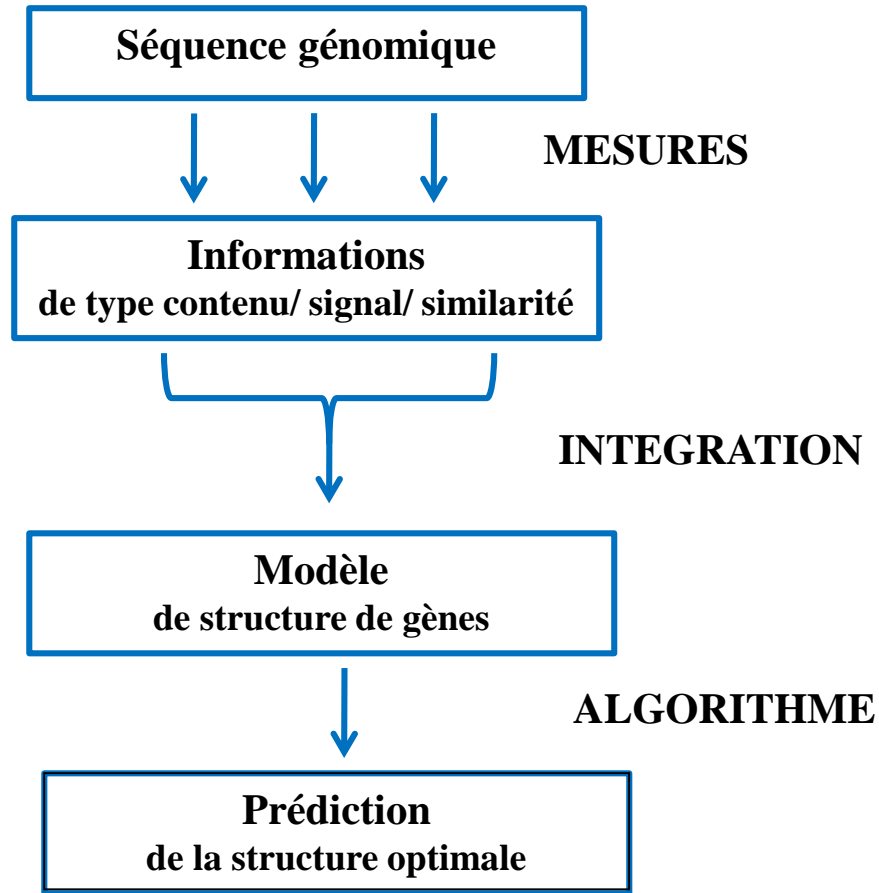 Séquence génomique
MESURES
Informations
de type contenu/ signal/ similarité
INTEGRATION
Modèle
de structure de gènes
ALGORITHME
Prédiction
de la structure optimale